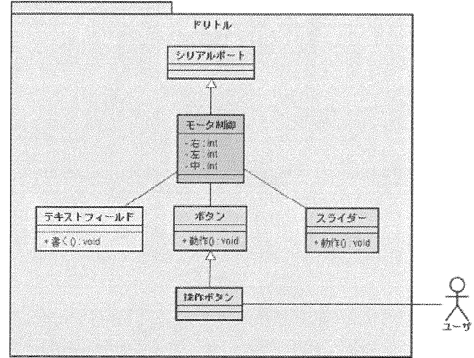 ドリトル
シリアルポート
モータ制御
- 右 : int
- 左 : int
- 中 : int
テキストフィールド
+ 書く() : void
ボタン
+ 動作() : void
スライダー
+ 動作() : void
操作ボタン
ユーザ